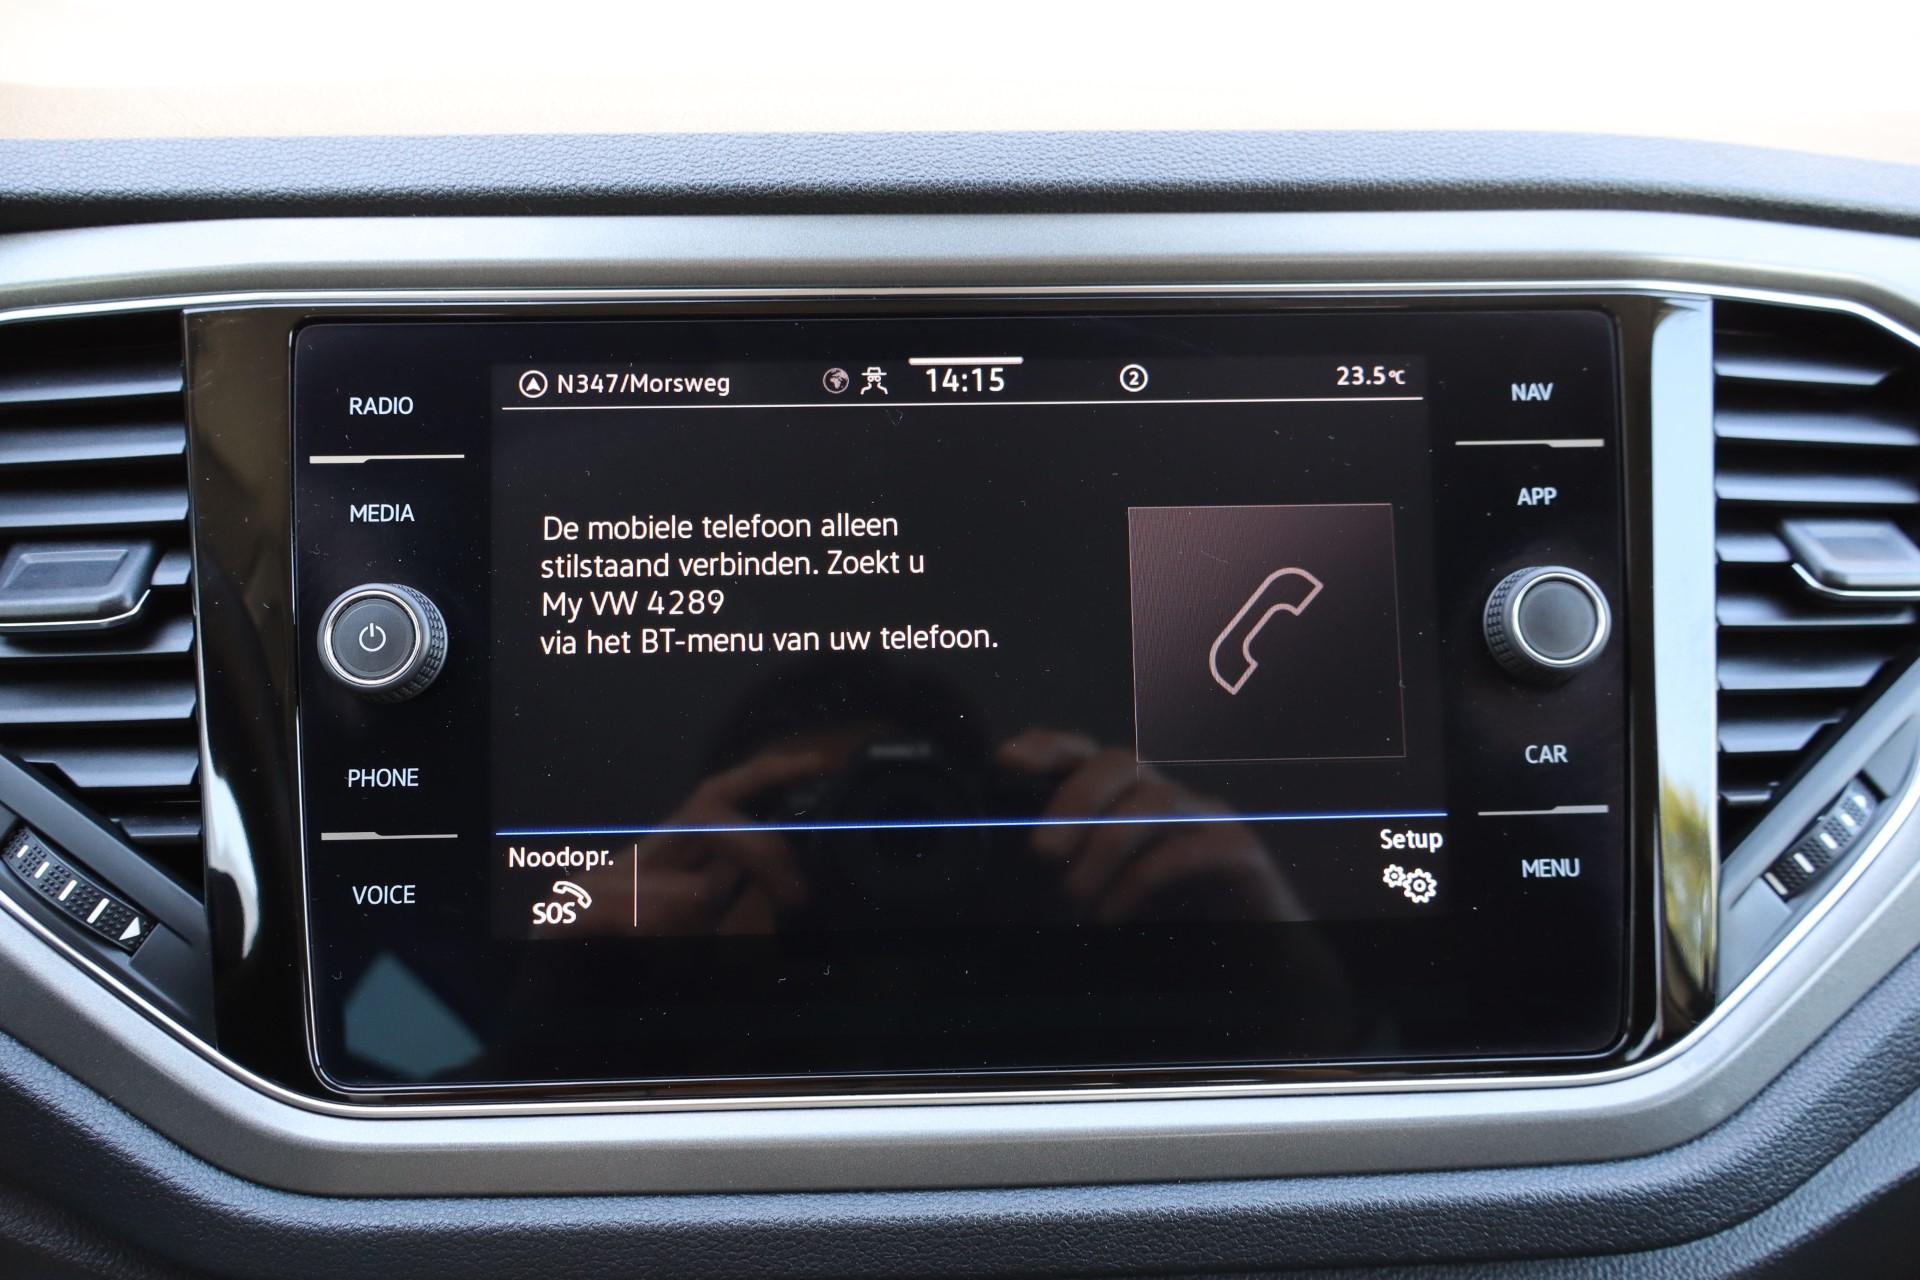 N347/Morsweg 14:15 2 23.5°C
RADIO
MEDIA
PHONE
VOICE
De mobiele telefoon alleen
stilstaand verbinden. Zoekt u
My VW 4289
via het BT-menu van uw telefoon.
Noodopr.
SOS
Setup
NAV
APP
CAR
MENU